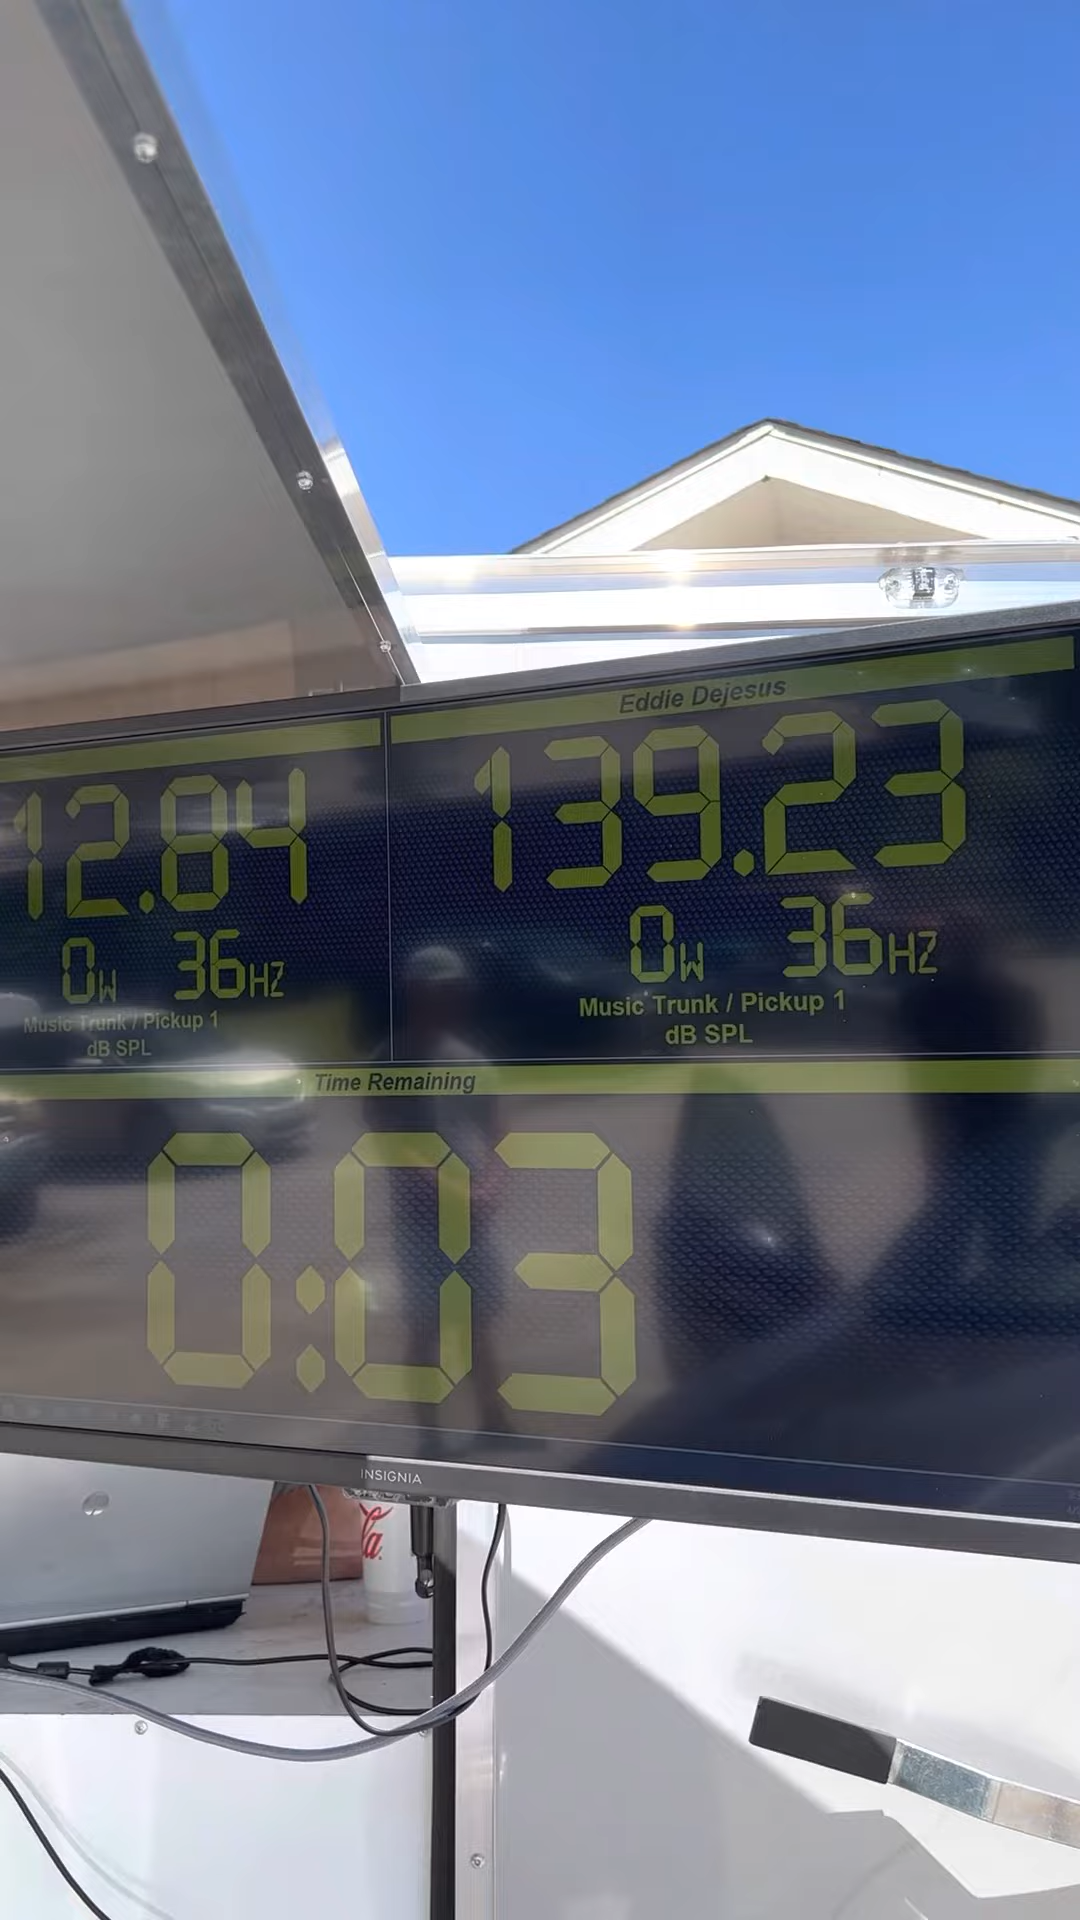 Eddie Dejesus
12.84
139.23
0W 36HZ
0W 36HZ
Music Trunk / Pickup 1
Music Trunk / Pickup 1
dB SPL
dB SPL
Time Remaining
0:03
INSIGNIA
la